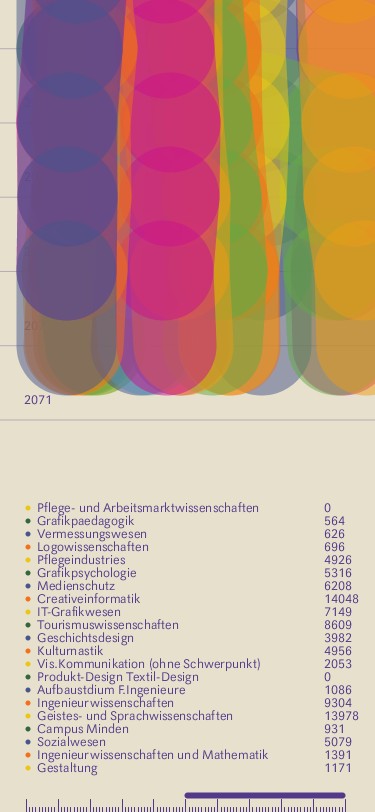 2071
Pflege- und Arbeitsmarktwissenschaften 0
Grafikpaedagogik 564
Vermessungswesen 626
Logowissenschaften 696
Pflegeindustries 4926
Grafikpsychologie 5316
Medienschutz 6208
Creativeinformatik 14048
IT-Grafikwesen 7149
Tourismuswissenschaften 8609
Geschichtsdesign 3982
Kulturnastik 4956
Vis.Kommunikation (ohne Schwerpunkt) 2053
Produkt-Design Textil-Design 0
Aufbaustdium F.Ingenieure 1086
Ingenieurwissenschaften 9304
Geistes- und Sprachwissenschaften 13978
Campus Minden 931
Sozialwesen 5079
Ingenieurwissenschaften und Mathematik 1391
Gestaltung 1171